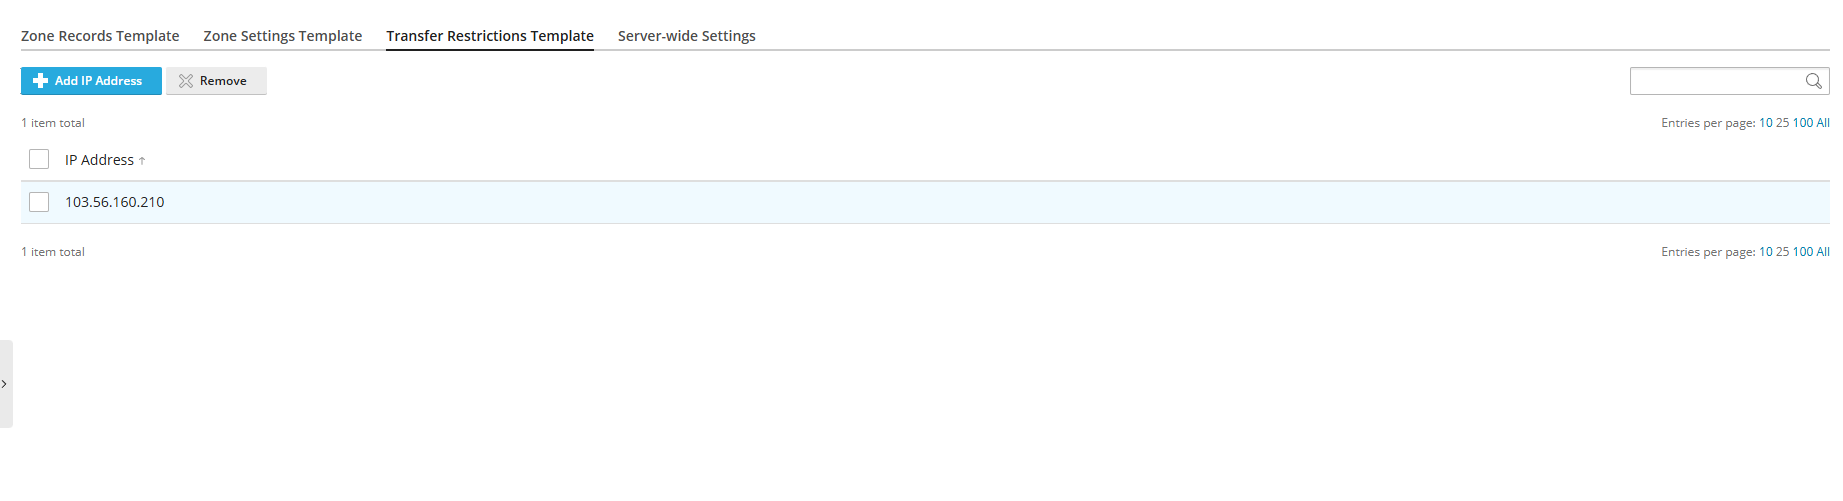 Zone Records Template Zone Settings Template Transfer Restrictions Template Server-wide Settings
Add IP Address Remove
1 item total Entries per page: 10 25 100 All
IP Address ↑
103.56.160.210
1 item total Entries per page: 10 25 100 All